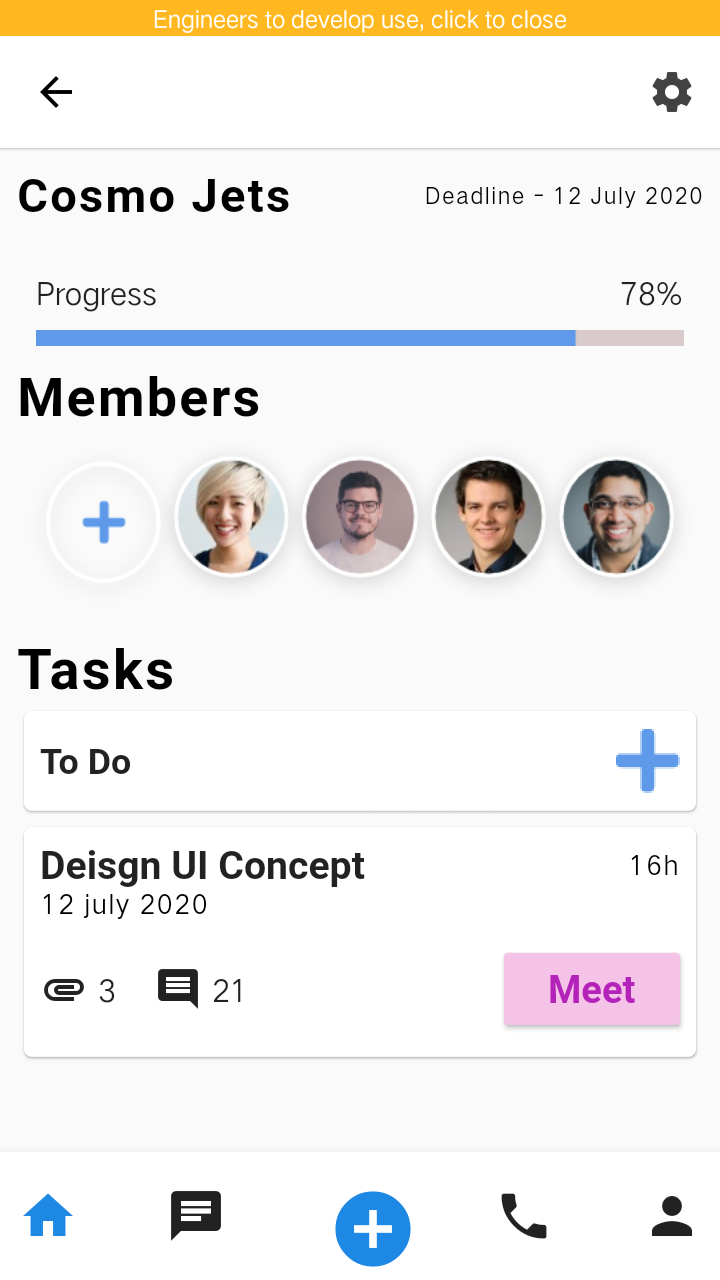 Engineers to develop use, click to close
Cosmo Jets
Deadline - 12 July 2020
Progress
78%
Members
Tasks
To Do
Deisgn UI Concept
16h
12 july 2020
3
21
Meet